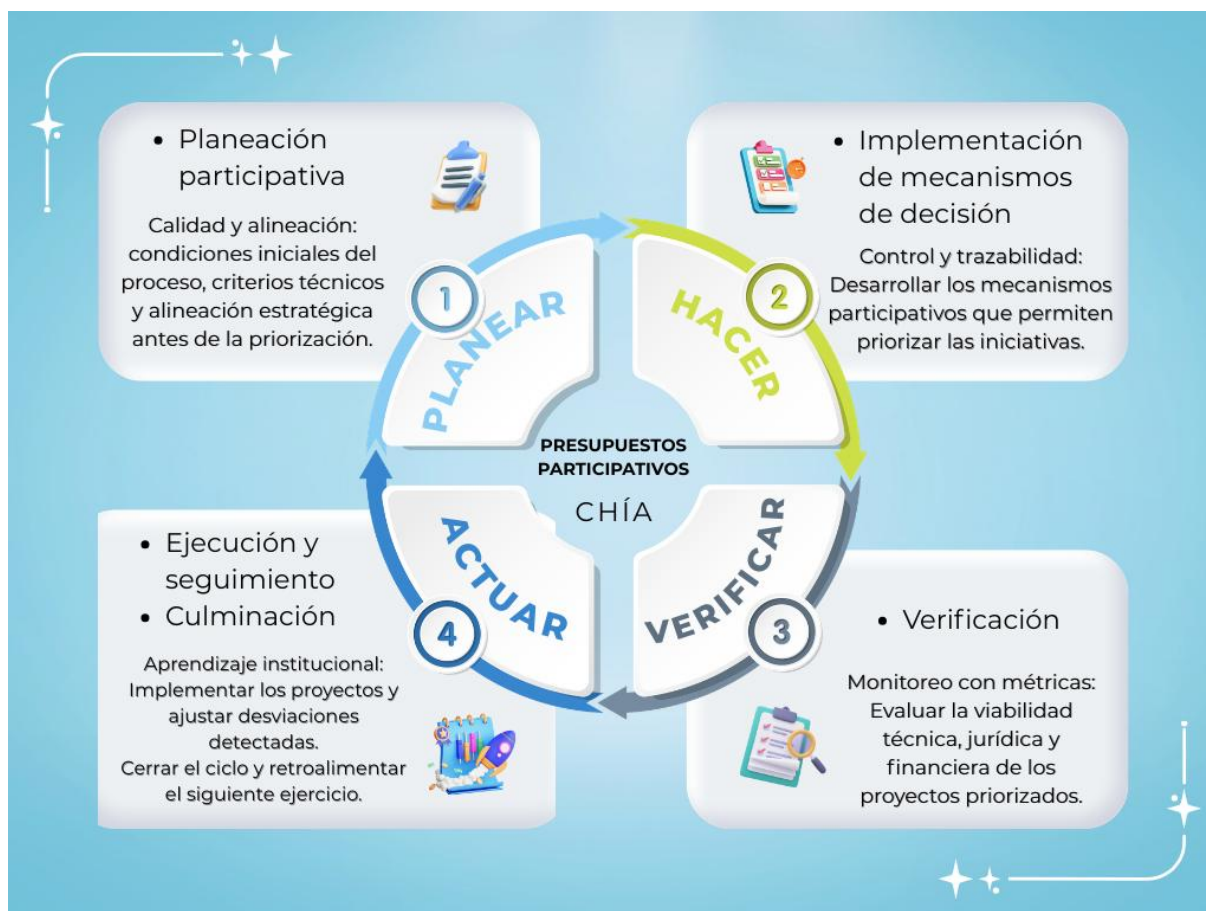 • Planeación
participativa
Calidad y alineación:
condiciones iniciales del
proceso, criterios técnicos
y alineación estratégica
antes de la priorización.
1
PLANEAR
• Implementación
de mecanismos
de decisión
Control y trazabilidad:
Desarrollar los mecanismos
participativos que permiten
priorizar las iniciativas.
2
HACER
PRESUPUESTOS
PARTICIPATIVOS
CHÍA
• Verificación
Monitoreo con métricas:
Evaluar la viabilidad
técnica, jurídica y
financiera de los
proyectos priorizados.
3
VERIFICAR
• Ejecución y
seguimiento
• Culminación
Aprendizaje institucional:
Implementar los proyectos y
ajustar desviaciones
detectadas.
Cerrar el ciclo y retroalimentar
el siguiente ejercicio.
4
ACTUAR